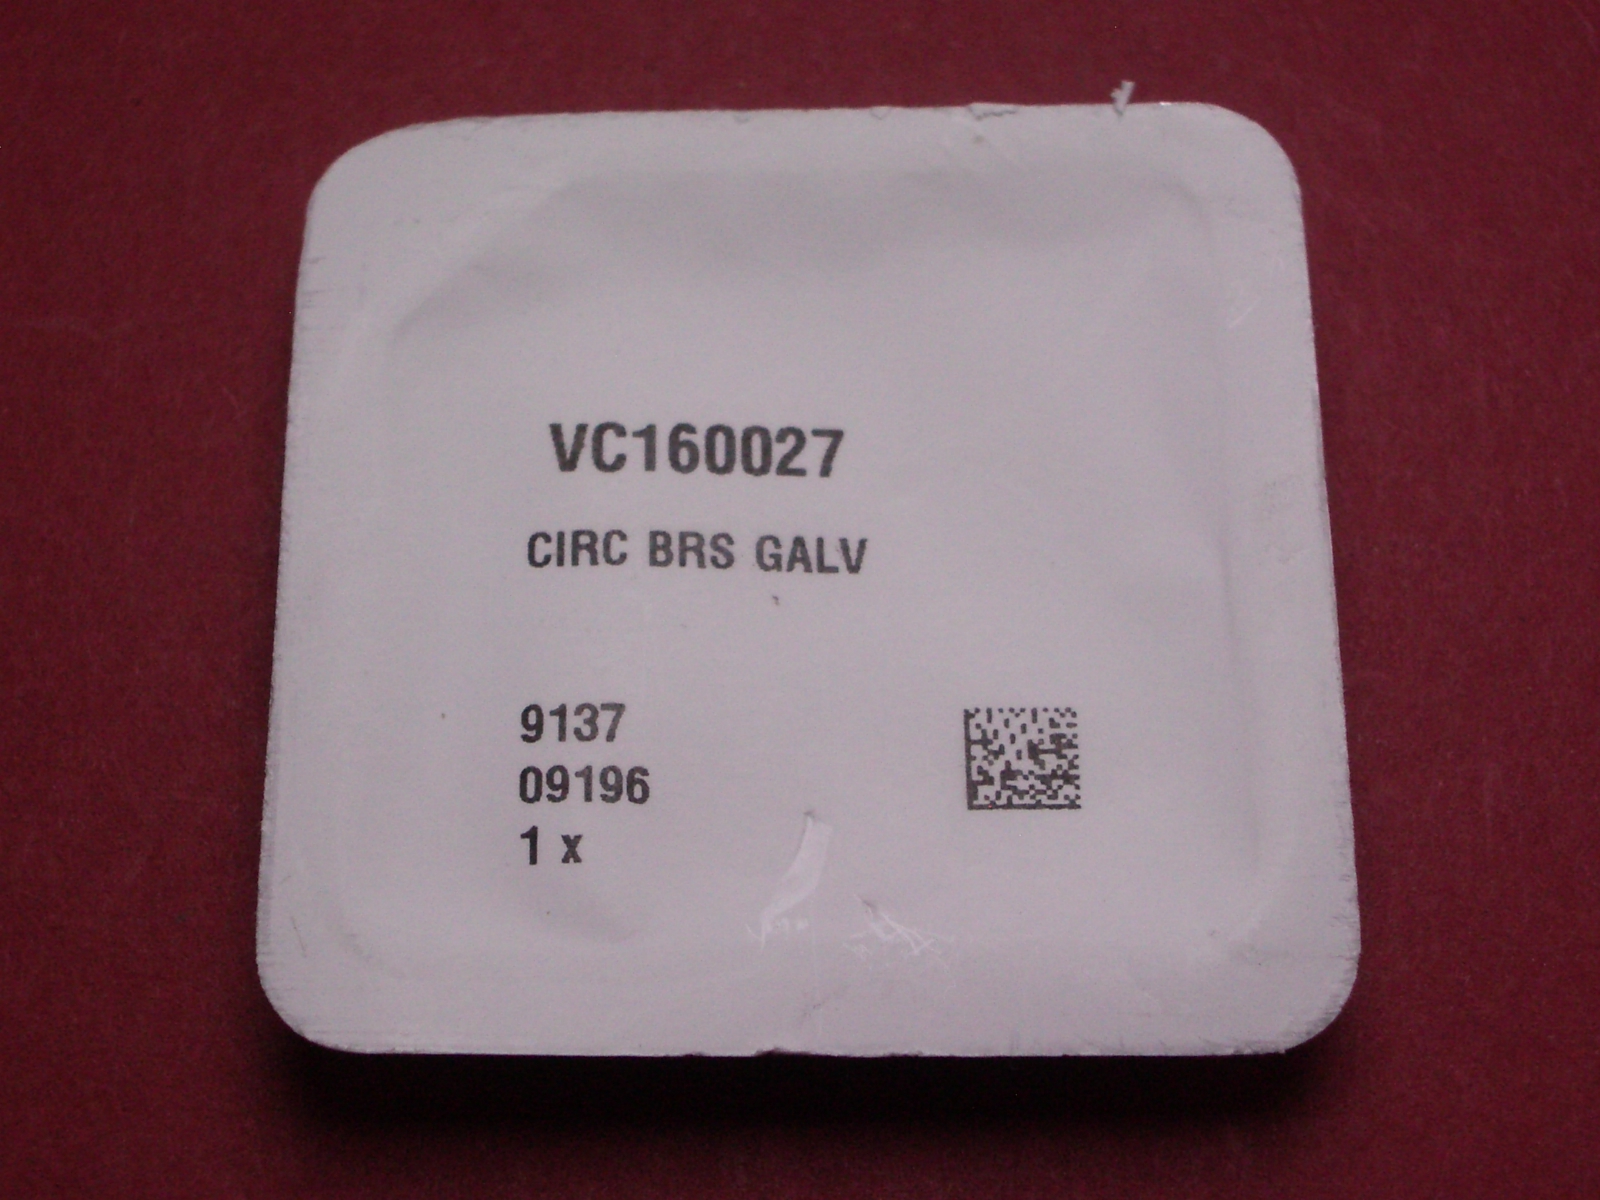 VC160027
CIRC BRS GALV
9137
09196
1 x